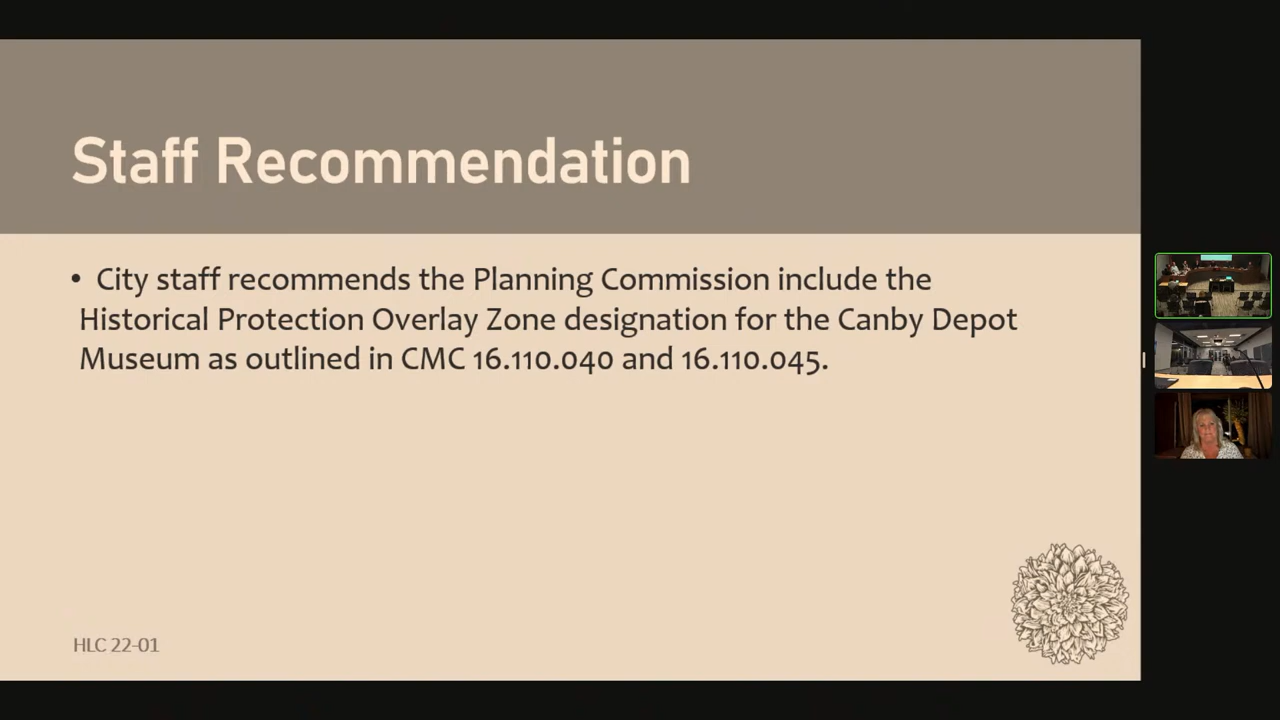 Staff Recommendation
• City staff recommends the Planning Commission include the
Historical Protection Overlay Zone designation for the Canby Depot
Museum as outlined in CMC 16.110.040 and 16.110.045.
HLC 22-01